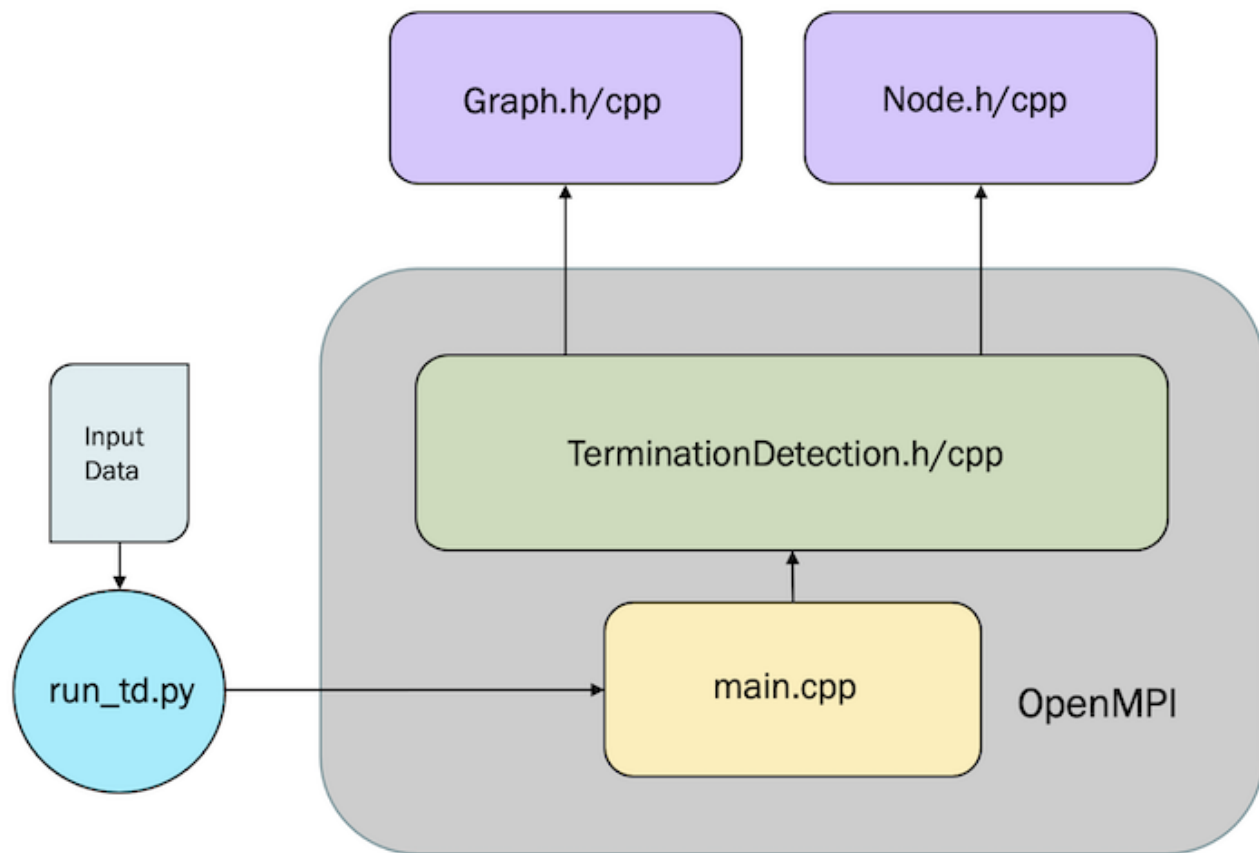 Graph.h/cpp
Node.h/cpp
Input
Data
TerminationDetection.h/cpp
run_td.py
main.cpp
OpenMPI